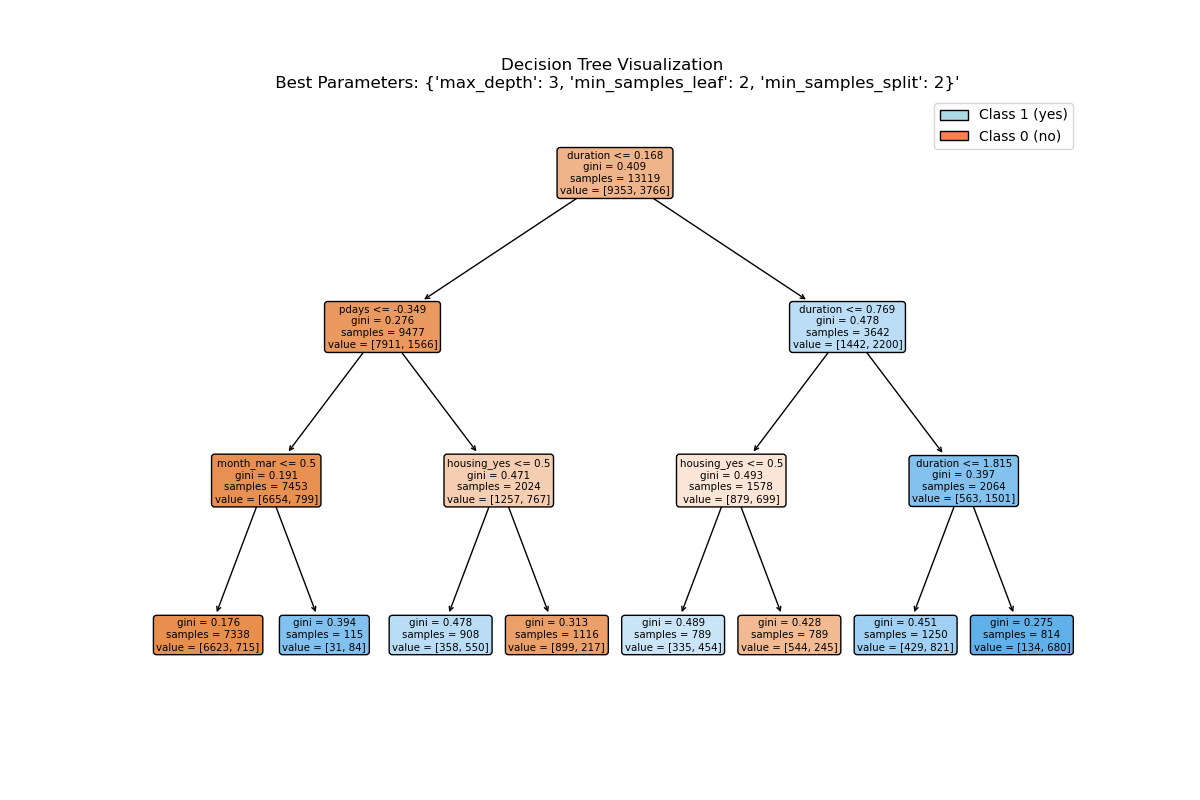 Decision Tree Visualization
Best Parameters: {'max_depth': 3, 'min_samples_leaf': 2, 'min_samples_split': 2}'
Class 1 (yes)
Class 0 (no)
duration <= 0.168
gini = 0.409
samples = 13119
value = [9353, 3766]
pdays <= -0.349
gini = 0.276
samples = 9477
value = [7911, 1566]
duration <= 0.769
gini = 0.478
samples = 3642
value = [1442, 2200]
month_mar <= 0.5
gini = 0.191
samples = 7453
value = [6654, 799]
housing_yes <= 0.5
gini = 0.471
samples = 2024
value = [1257, 767]
housing_yes <= 0.5
gini = 0.493
samples = 1578
value = [879, 699]
duration <= 1.815
gini = 0.397
samples = 2064
value = [563, 1501]
gini = 0.176
samples = 7338
value = [6623, 715]
gini = 0.394
samples = 115
value = [31, 84]
gini = 0.478
samples = 908
value = [358, 550]
gini = 0.313
samples = 1116
value = [899, 217]
gini = 0.489
samples = 789
value = [335, 454]
gini = 0.428
samples = 789
value = [544, 245]
gini = 0.451
samples = 1250
value = [429, 821]
gini = 0.275
samples = 814
value = [134, 680]